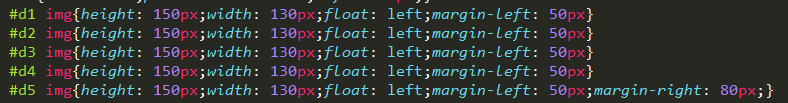 #d1 img{height: 150px;width: 130px;float: left;margin-left: 50px}
#d2 img{height: 150px;width: 130px;float: left;margin-left: 50px}
#d3 img{height: 150px;width: 130px;float: left;margin-left: 50px}
#d4 img{height: 150px;width: 130px;float: left;margin-left: 50px}
#d5 img{height: 150px;width: 130px;float: left;margin-left: 50px;margin-right: 80px;}